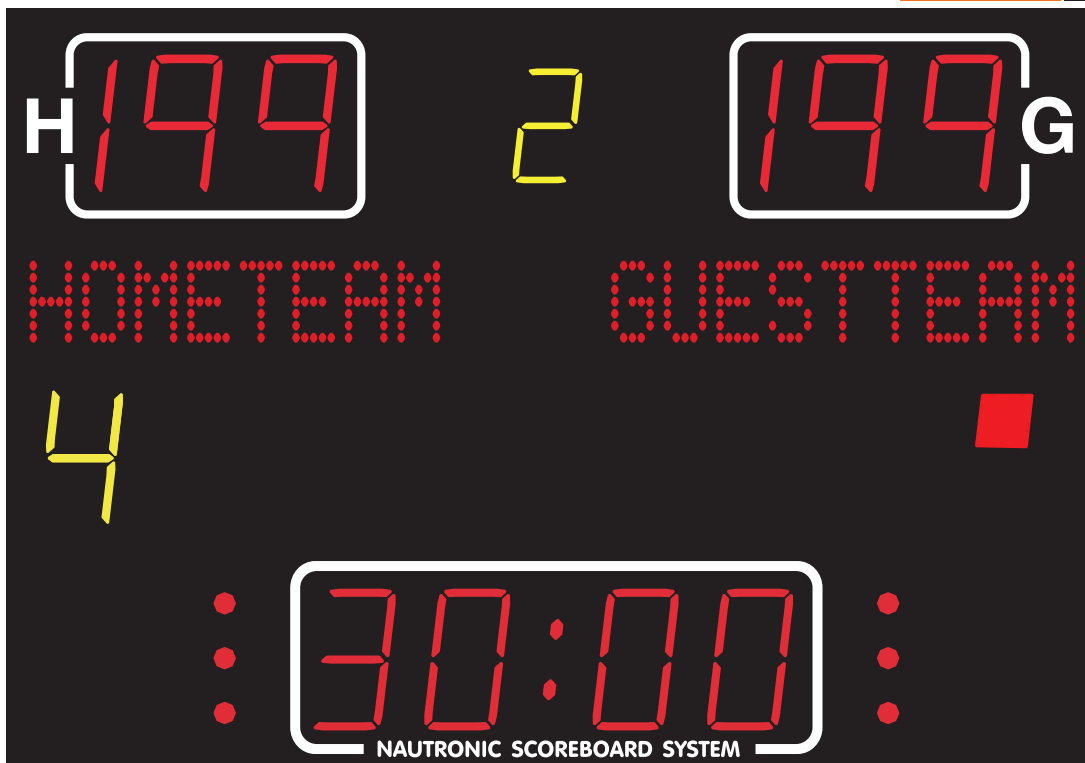 H 199 2 199 G
HOMETEAM GUESTTEAM
4
30:00
NAUTRONIC SCOREBOARD SYSTEM